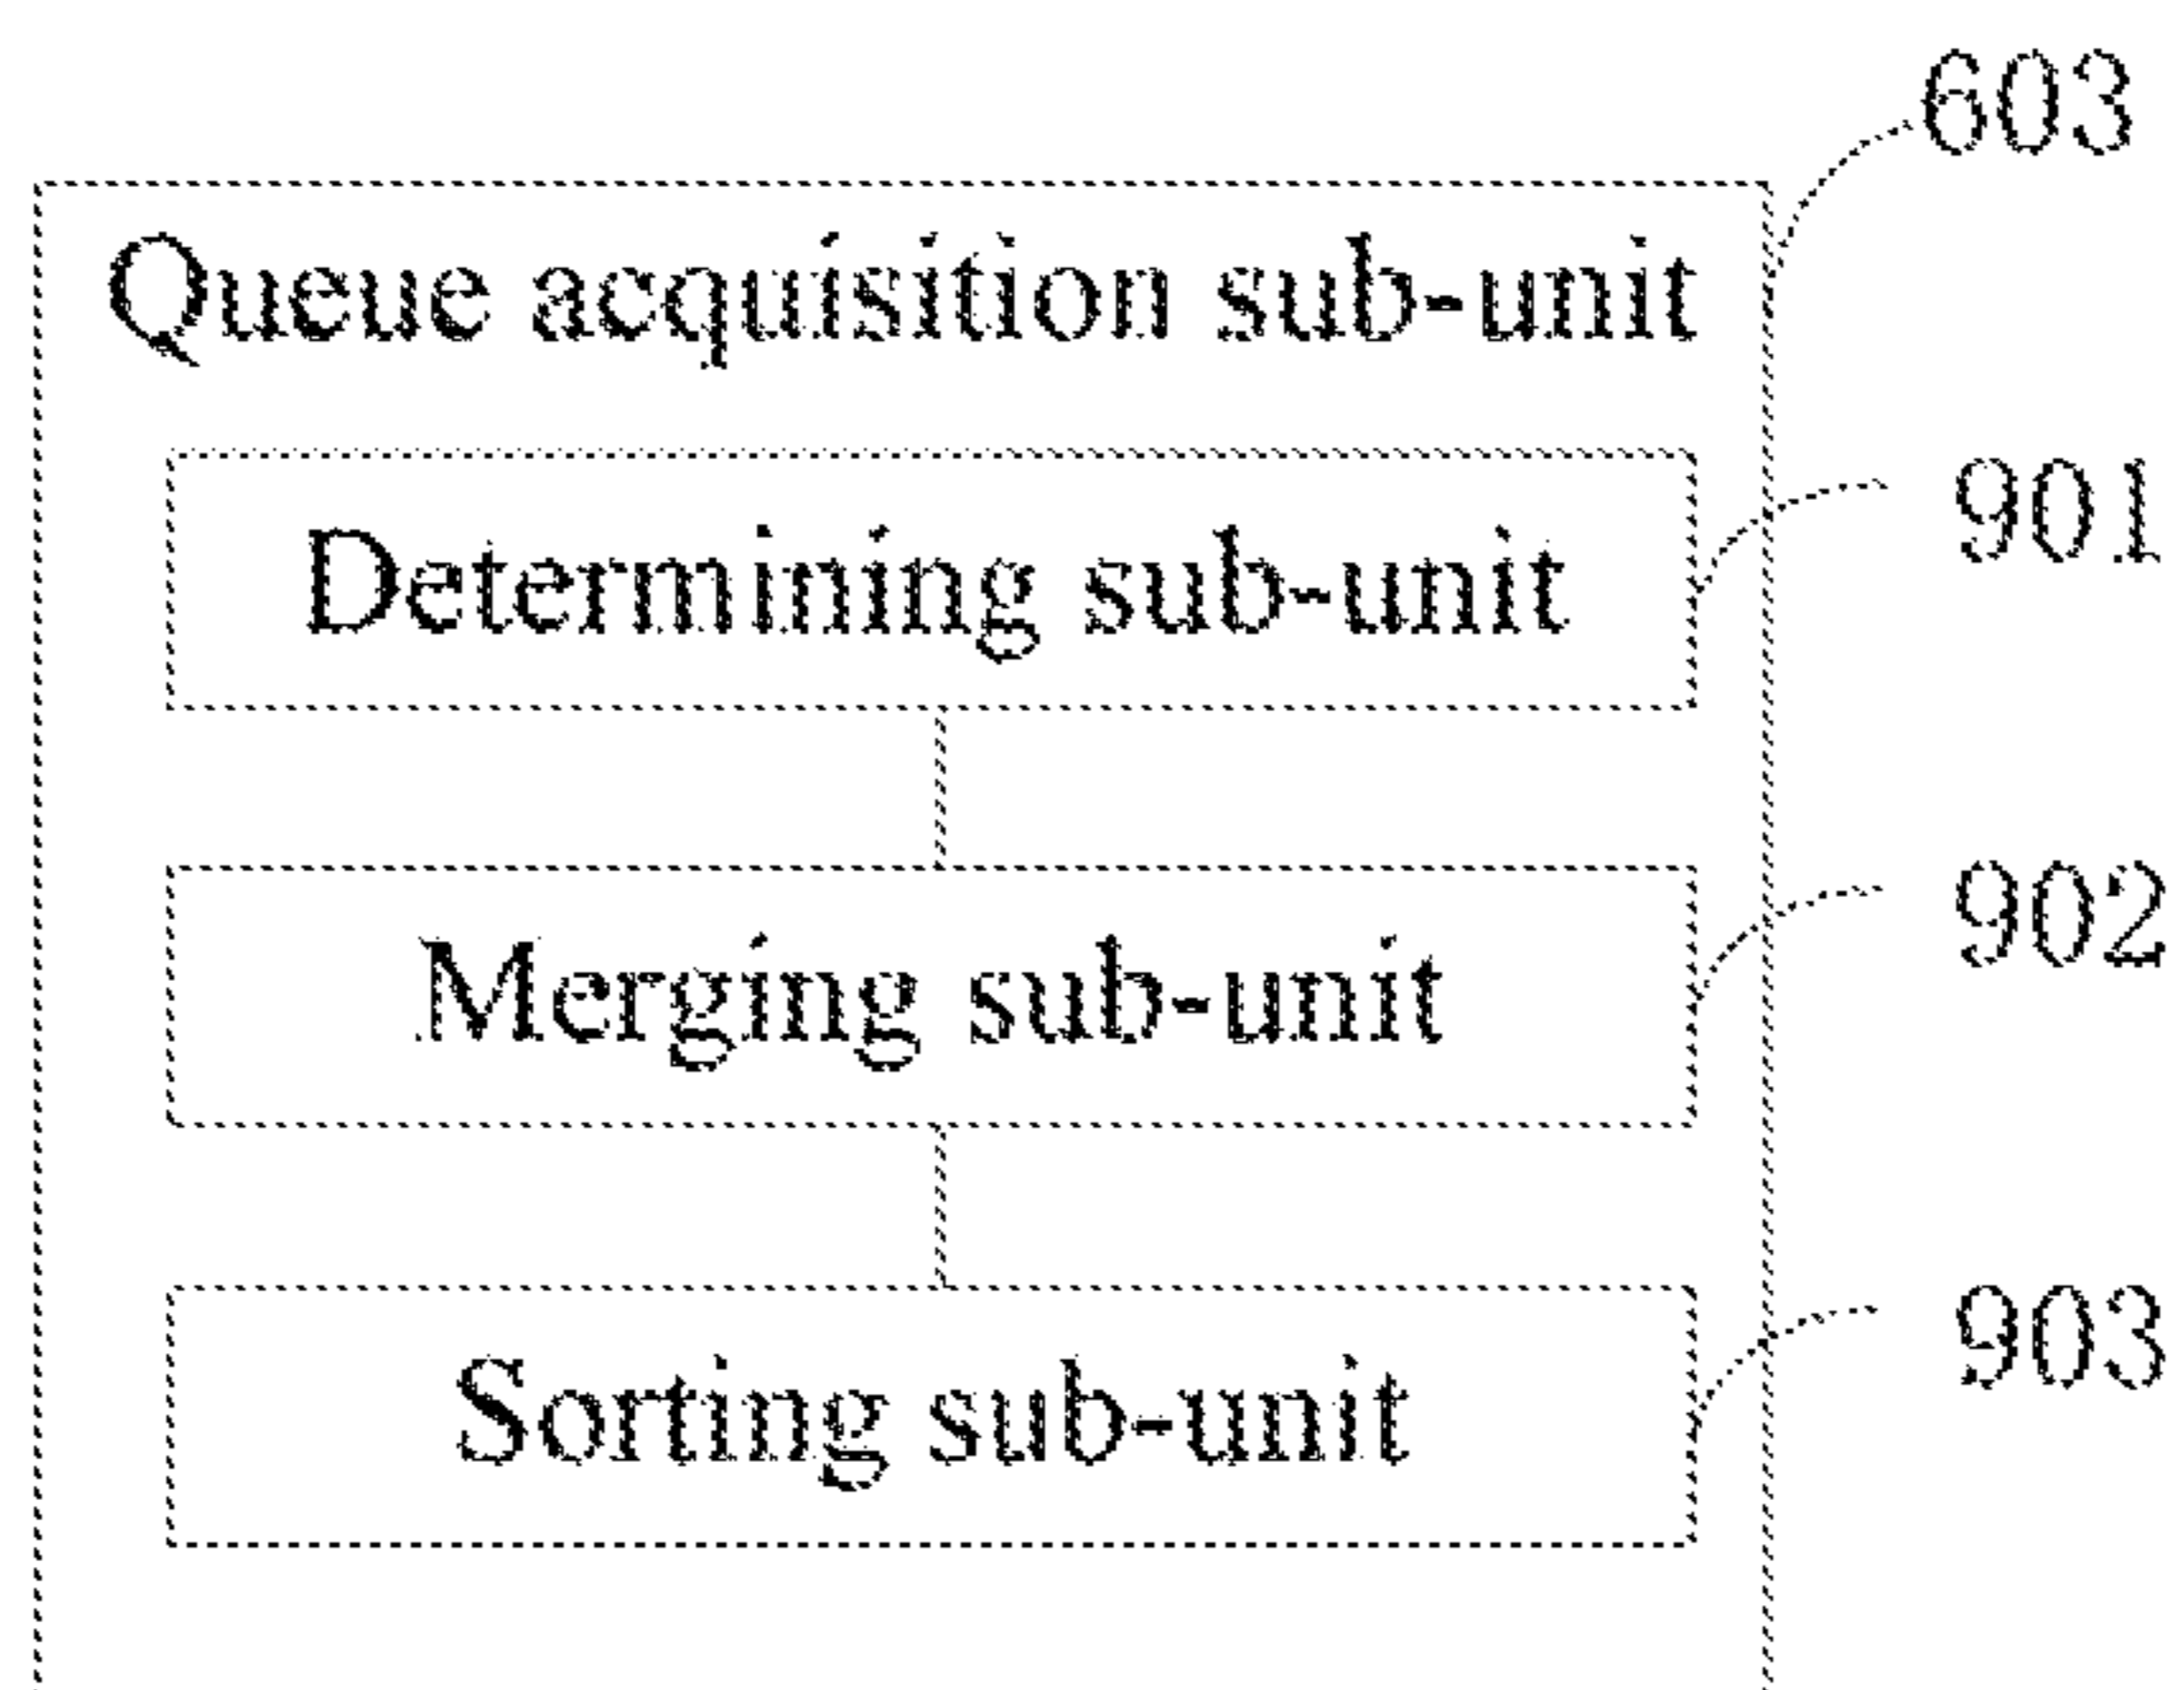 603
Queue acquisition sub-unit
901
Determining sub-unit
902
Merging sub-unit
903
Sorting sub-unit